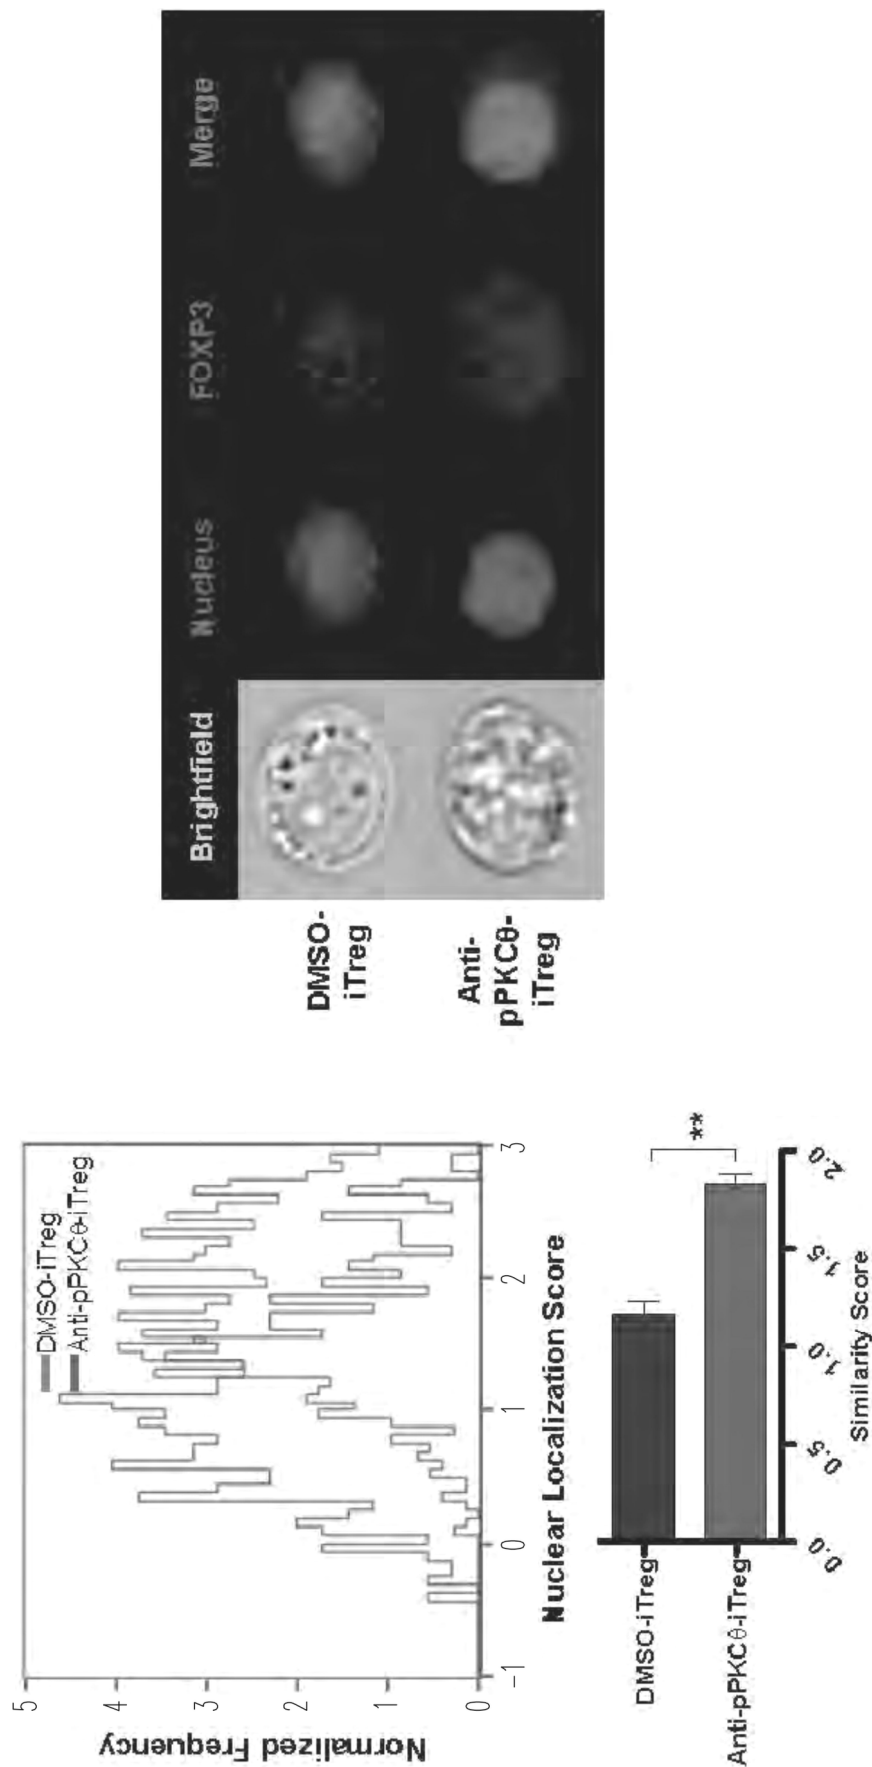 Normalized Frequency
5
4
3
2
1
0
DMSO-iTreg
Anti-pPKCθ-iTreg
-1
0
1
2
3
Nuclear Localization Score
DMSO-iTreg
Anti-pPKCθ-iTreg
**
0.0
0.5
1.0
1.5
2.0
Similarity Score
Brightfield
Nucleus
FOXP3
Merge
DMSO-
iTreg
Anti-
pPKCθ-
iTreg